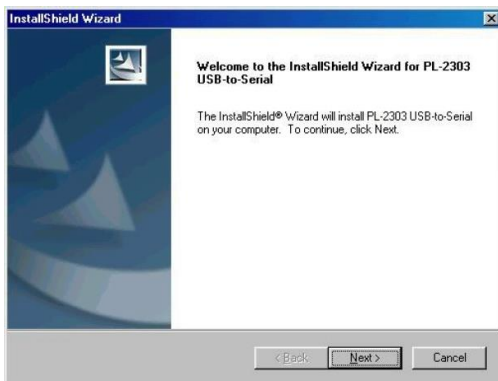 InstallShield Wizard
Welcome to the InstallShield Wizard for PL-2303
USB-to-Serial
The InstallShield® Wizard will install PL-2303 USB-to-Serial
on your computer. To continue, click Next.
< Back
Next >
Cancel